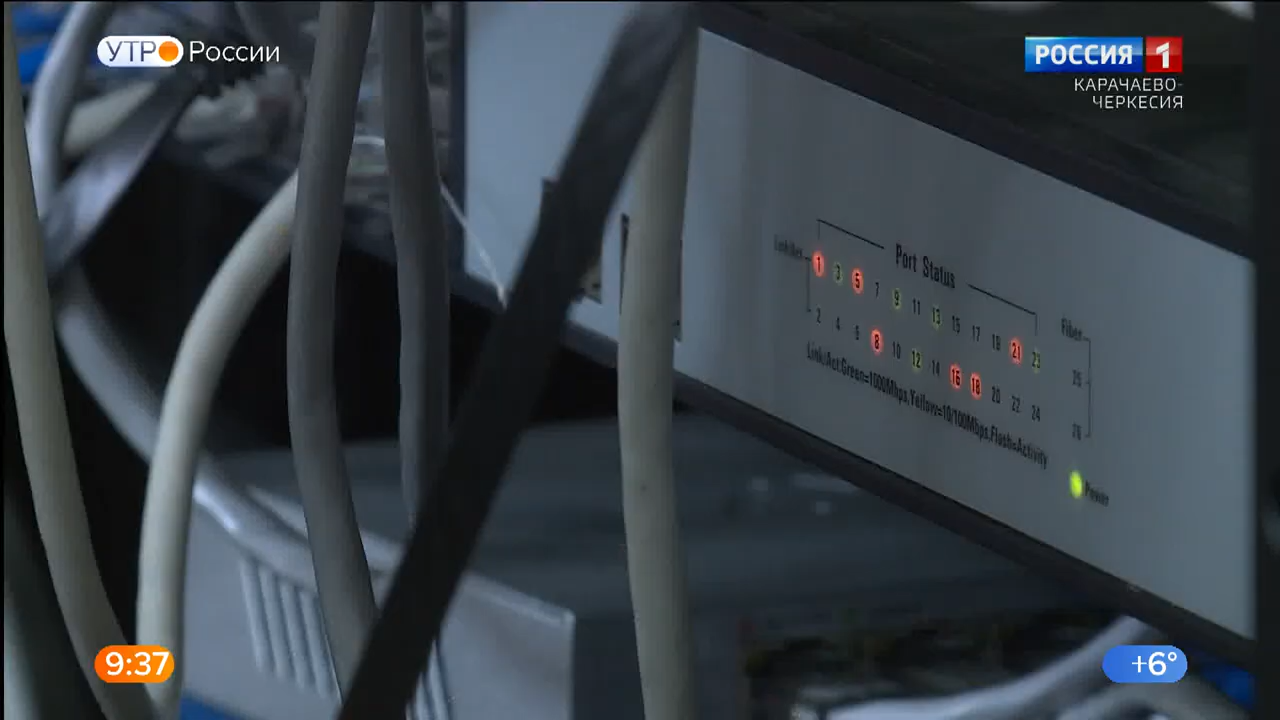 УТРО России
РОССИЯ 1
КАРАЧАЕВО-
ЧЕРКЕСИЯ
Port Status
Link/Act
1 3 5 7 9 11 13 15 17 19 21 23
2 4 6 8 10 12 14 16 18 20 22 24
Fiber
25
26
Link/Act:Green=1000Mbps,Yellow=10/100Mbps,Flash=Activity
Power
9:37
+6°